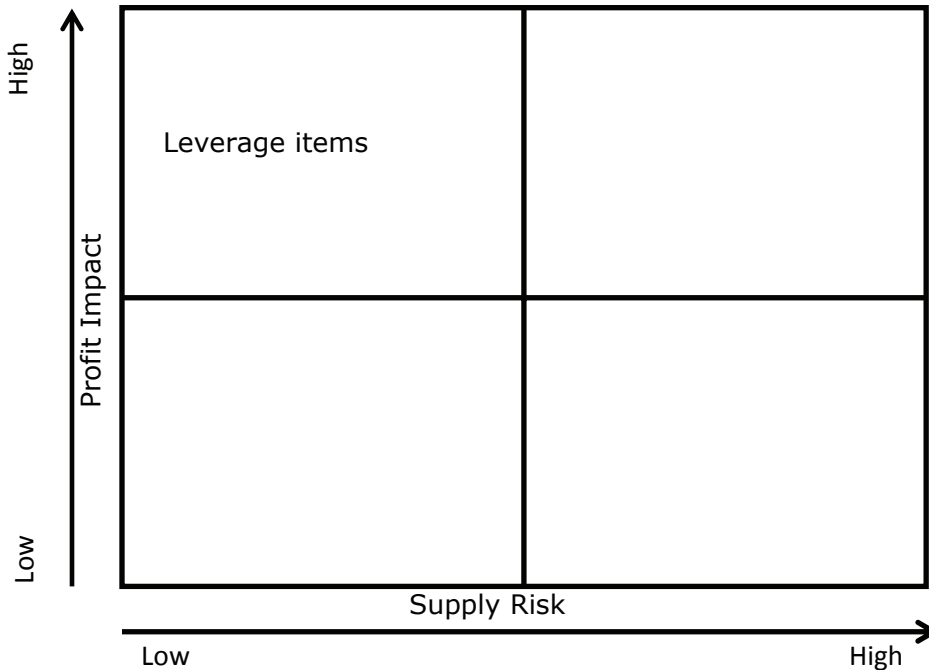 High
Leverage items
Profit Impact
Low
Supply Risk
Low
High